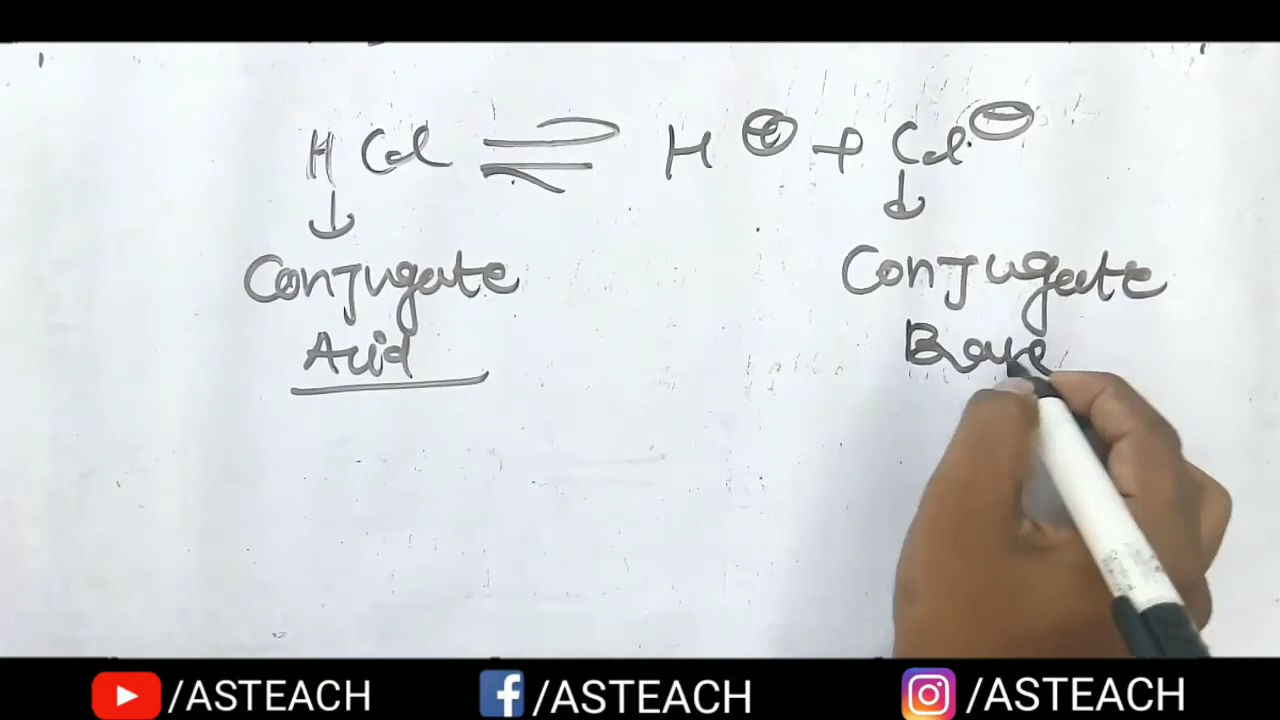 HCl ⇌ H⊕ + Cl⊖
↓ ↓
Conjugate Conjugate
Acid Base
/ASTEACH /ASTEACH /ASTEACH